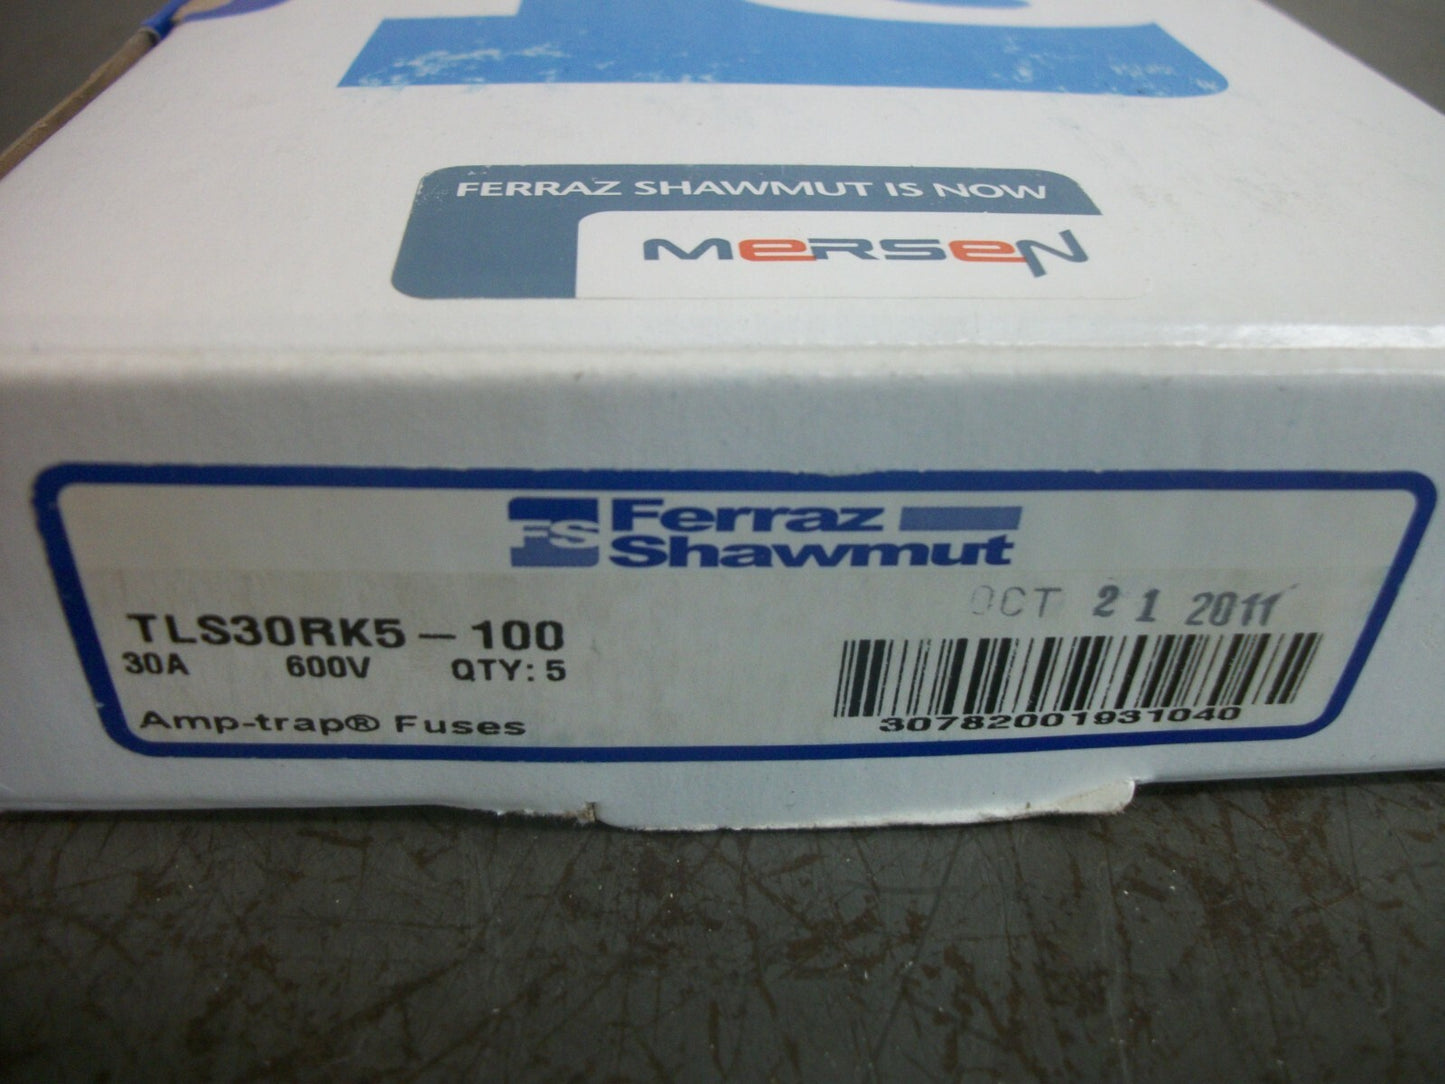 FERRAZ SHAWMUT IS NOW
MERSEN
FS Ferraz
Shawmut
OCT 21 2011
TLS30RK5-100
30A 600V QTY: 5
Amp-trap® Fuses
30782001931040